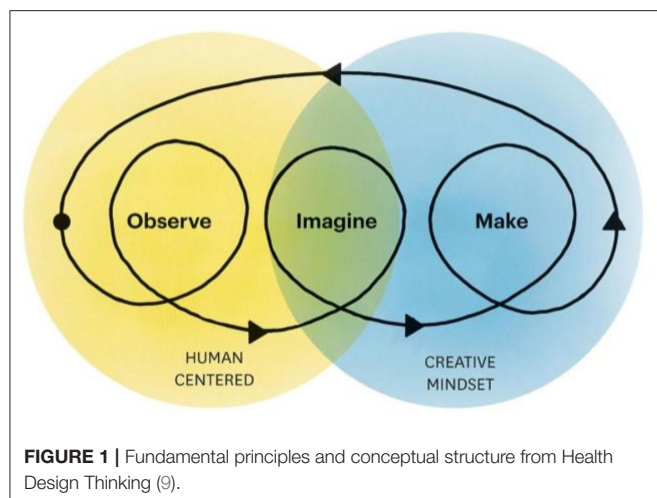 Observe
Imagine
Make
HUMAN
CENTERED
CREATIVE
MINDSET
FIGURE 1 | Fundamental principles and conceptual structure from Health
Design Thinking (9).